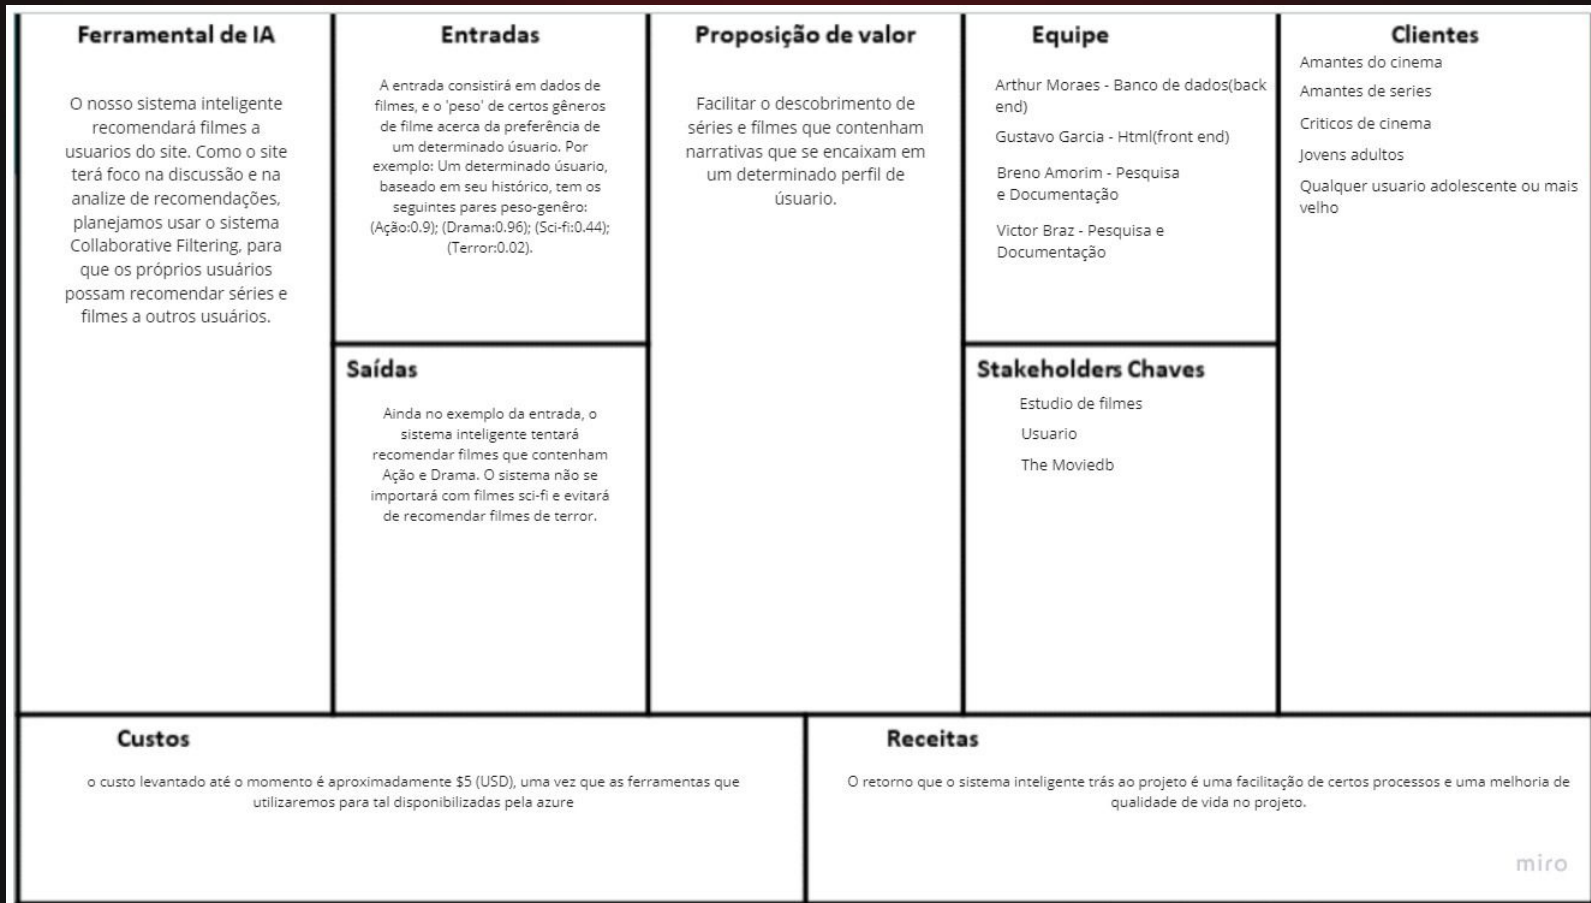 Ferramental de IA
O nosso sistema inteligente
recomendará filmes a
usuarios do site. Como o site
terá foco na discussão e na
analize de recomendações,
planejamos usar o sistema
Collaborative Filtering, para
que os próprios usuários
possam recomendar séries e
filmes a outros usuários.
Entradas
A entrada consistirá em dados de
filmes, e o 'peso' de certos gêneros
de filme acerca da preferência de
um determinado úsuario. Por
exemplo: Um determinado úsuario,
baseado em seu histórico, tem os
seguintes pares peso-genêro:
(Ação:0.9); (Drama:0.96); (Sci-fi:0.44);
(Terror:0.02).
Saídas
Ainda no exemplo da entrada, o
sistema inteligente tentará
recomendar filmes que contenham
Ação e Drama. O sistema não se
importará com filmes sci-fi e evitará
de recomendar filmes de terror.
Proposição de valor
Facilitar o descobrimento de
séries e filmes que contenham
narrativas que se encaixam em
um determinado perfil de
úsuario.
Equipe
Arthur Moraes - Banco de dados(back
end)
Gustavo Garcia - Html(front end)
Breno Amorim - Pesquisa
e Documentação
Victor Braz - Pesquisa e
Documentação
Stakeholders Chaves
Estudio de filmes
Usuario
The Moviedb
Clientes
Amantes do cinema
Amantes de series
Criticos de cinema
Jovens adultos
Qualquer usuario adolescente ou mais
velho
Custos
o custo levantado até o momento é aproximadamente $5 (USD), uma vez que as ferramentas que
utilizaremos para tal disponibilizadas pela azure
Receitas
O retorno que o sistema inteligente trás ao projeto é uma facilitação de certos processos e uma melhoria de
qualidade de vida no projeto.
miro